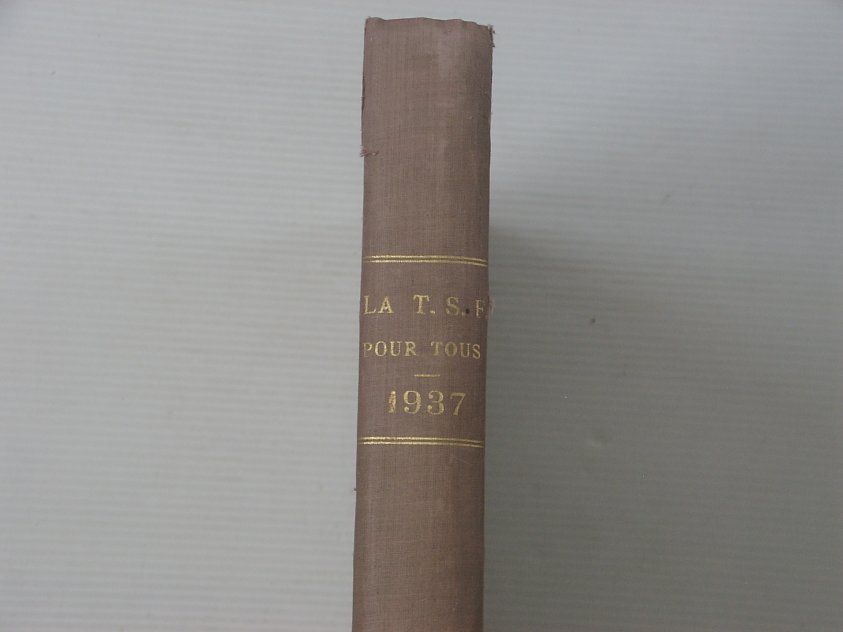 LA T. S. F.
POUR TOUS
1937